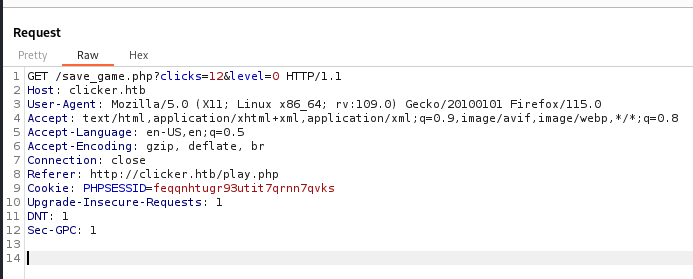 Request
Pretty Raw Hex
1 GET /save_game.php?clicks=12&level=0 HTTP/1.1
2 Host: clicker.htb
3 User-Agent: Mozilla/5.0 (X11; Linux x86_64; rv:109.0) Gecko/20100101 Firefox/115.0
4 Accept: text/html,application/xhtml+xml,application/xml;q=0.9,image/avif,image/webp,*/*;q=0.8
5 Accept-Language: en-US,en;q=0.5
6 Accept-Encoding: gzip, deflate, br
7 Connection: close
8 Referer: http://clicker.htb/play.php
9 Cookie: PHPSESSID=feqqnhtugr93utit7qrnn7qvks
10 Upgrade-Insecure-Requests: 1
11 DNT: 1
12 Sec-GPC: 1
13
14